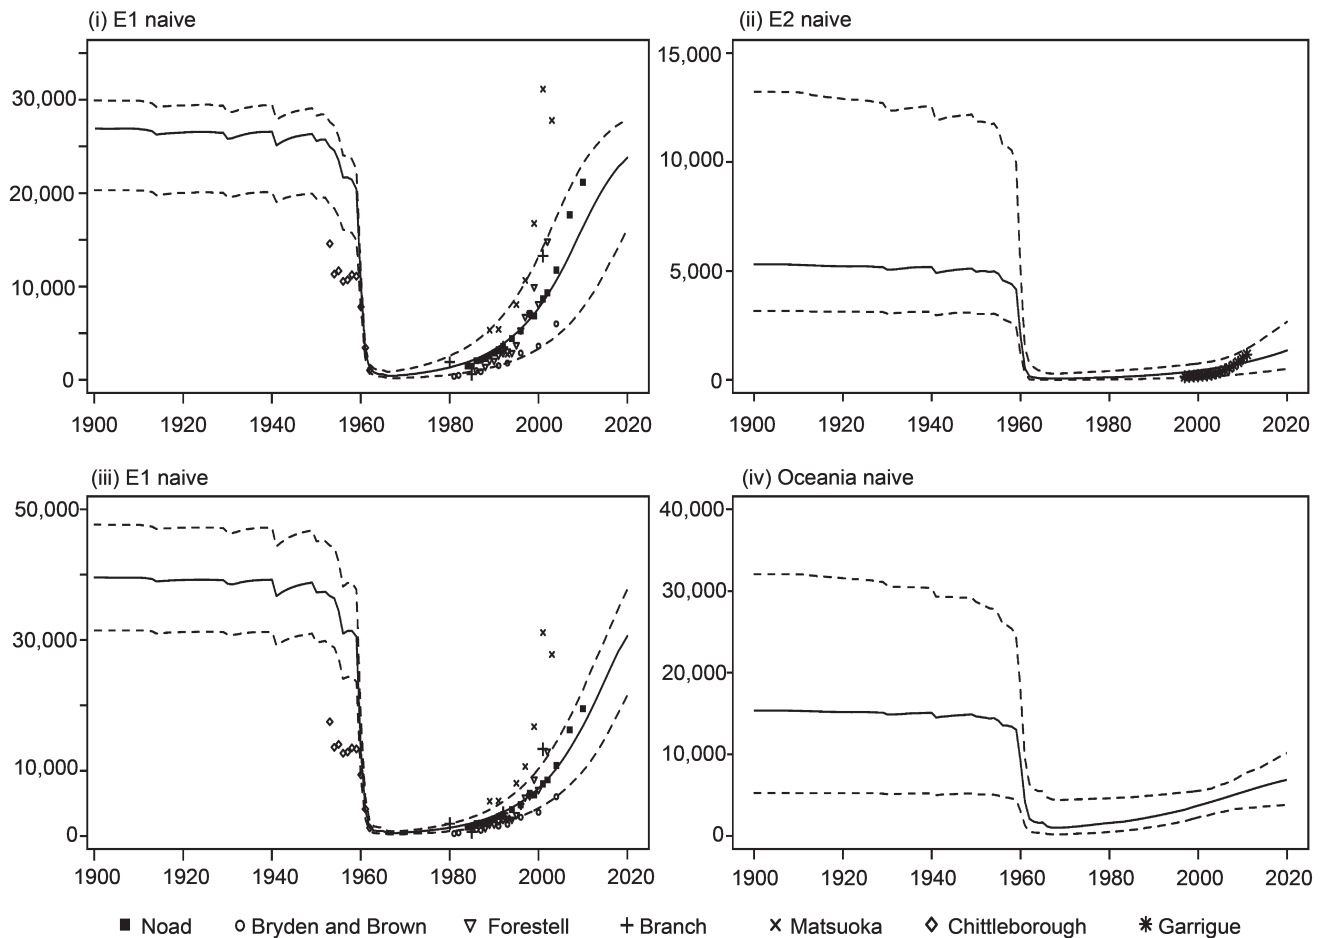 (i) E1 naive
30,000
20,000
10,000
0
1900 1920 1940 1960 1980 2000 2020
(ii) E2 naive
15,000
10,000
5,000
0
1900 1920 1940 1960 1980 2000 2020
(iii) E1 naive
50,000
30,000
10,000
0
1900 1920 1940 1960 1980 2000 2020
(iv) Oceania naive
40,000
30,000
20,000
10,000
0
1900 1920 1940 1960 1980 2000 2020
Noad Bryden and Brown Forestell Branch Matsuoka Chittleborough Garrigue